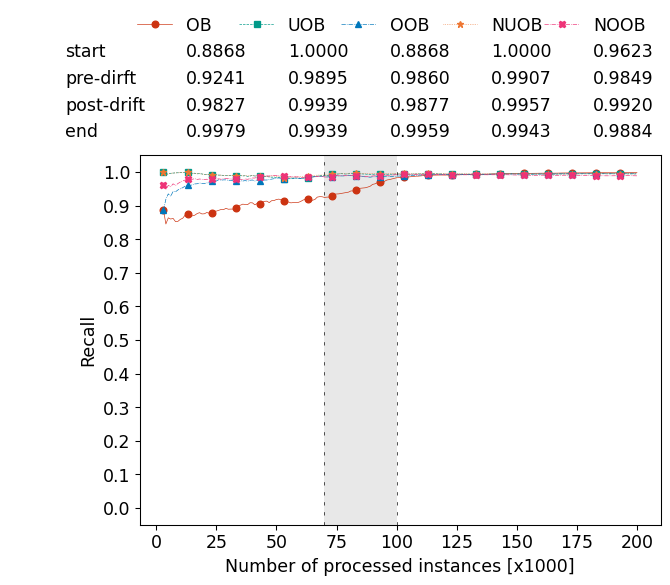 OB UOB OOB NUOB NOOB
start 0.8868 1.0000 0.8868 1.0000 0.9623
pre-dirft 0.9241 0.9895 0.9860 0.9907 0.9849
post-drift 0.9827 0.9939 0.9877 0.9957 0.9920
end 0.9979 0.9939 0.9959 0.9943 0.9884
1.0
0.9
0.8
0.7
0.6
0.5
0.4
0.3
0.2
0.1
0.0
Recall
0 25 50 75 100 125 150 175 200
Number of processed instances [x1000]